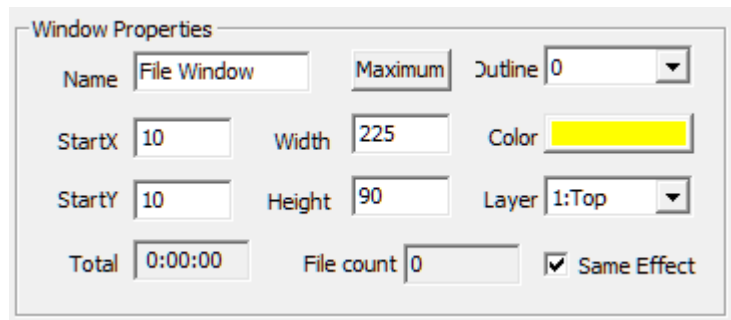 Window Properties
Name File Window Maximum Outline 0
StartX 10 Width 225 Color
StartY 10 Height 90 Layer 1:Top
Total 0:00:00 File count 0 Same Effect